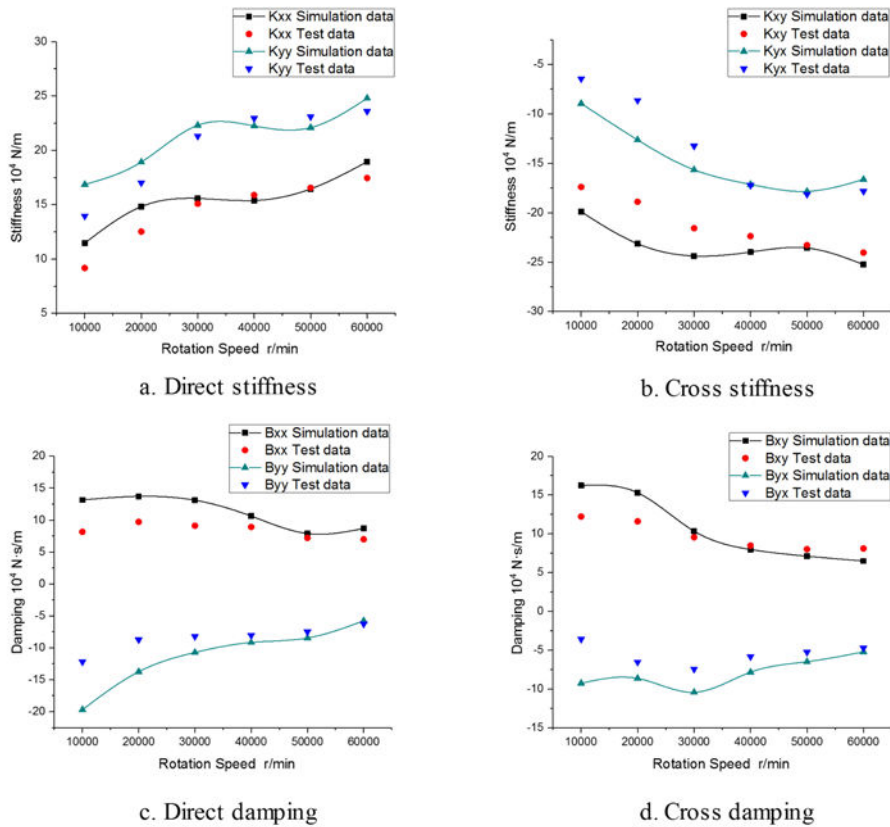 Kxx Simulation data
Kxx Test data
Kyy Simulation data
Kyy Test data
30
25
20
15
10
5
Stiffness 10⁴ N/m
10000 20000 30000 40000 50000 60000
Rotation Speed r/min
a. Direct stiffness
Kxy Simulation data
Kxy Test data
Kyx Simulation data
Kyx Test data
-5
-10
-15
-20
-25
-30
Stiffness 10⁴ N/m
10000 20000 30000 40000 50000 60000
Rotation Speed r/min
b. Cross stiffness
Bxx Simulation data
Bxx Test data
Byy Simulation data
Byy Test data
20
15
10
5
0
-5
-10
-15
-20
Damping 10⁴ N·s/m
10000 20000 30000 40000 50000 60000
Rotation Speed r/min
c. Direct damping
Bxy Simulation data
Bxy Test data
Byx Simulation data
Byx Test data
20
15
10
5
0
-5
-10
-15
Damping 10⁴ N·s/m
10000 20000 30000 40000 50000 60000
Rotation Speed r/min
d. Cross damping